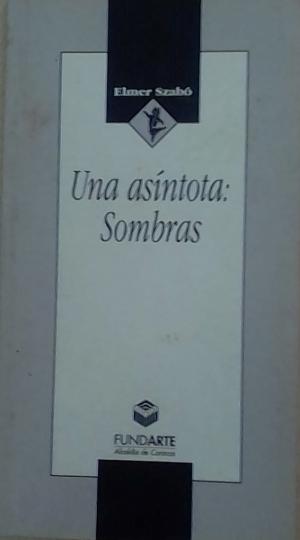 Elmer Szabó
Una asíntota:
Sombras
FUNDARTE
Alcaldía de Caracas